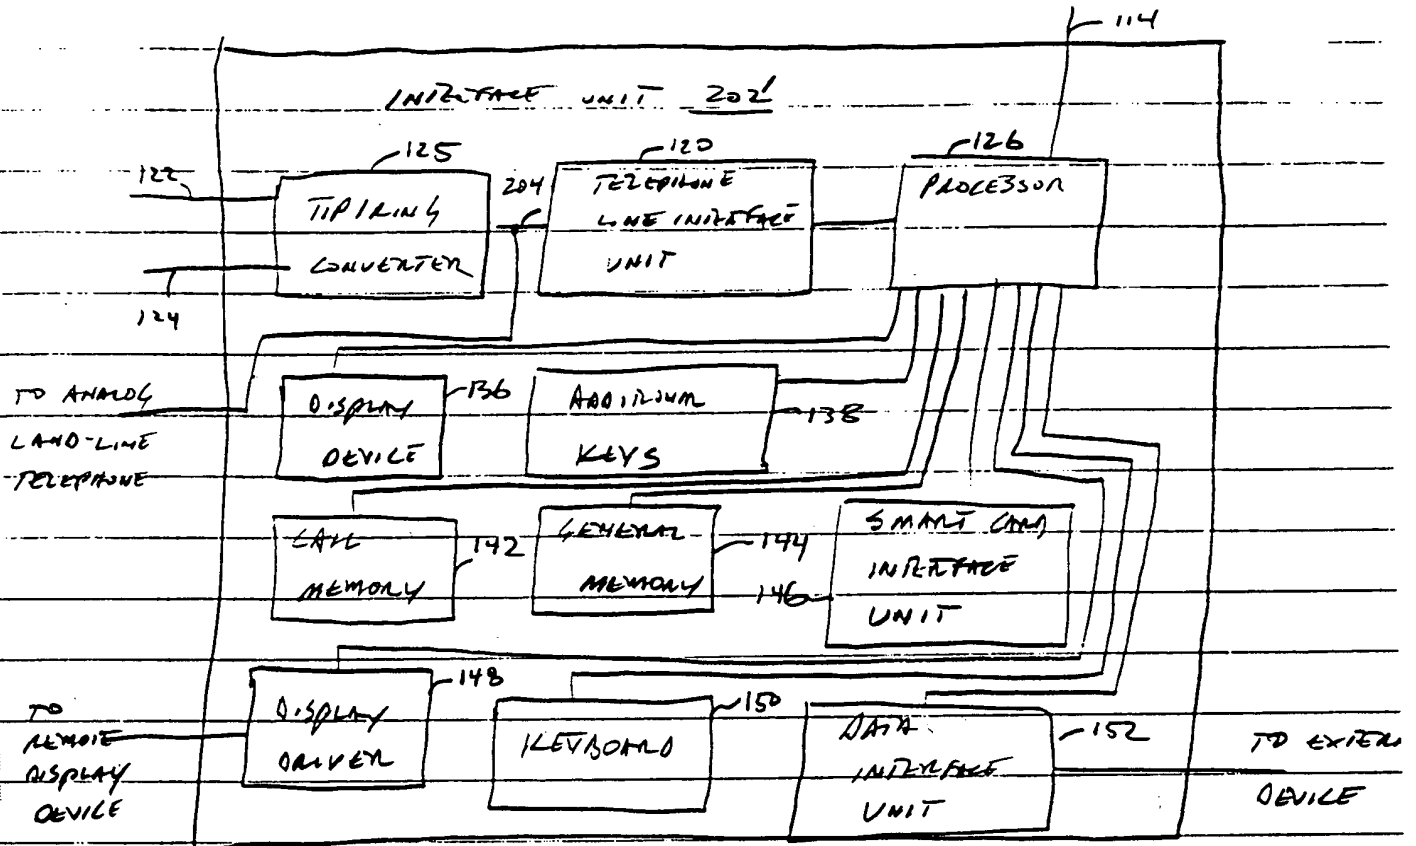 114
INTERFACE UNIT 202'
122
125
TIP/RING
CONVERTER
124
204
120
TELEPHONE
LINE INTERFACE
UNIT
126
PROCESSOR
TO ANALOG
LAND-LINE
TELEPHONE
DISPLAY
DEVICE
136
ADDITIONAL
KEYS
138
CALL
MEMORY
142
GENERAL
MEMORY
144
SMART CARD
INTERFACE
UNIT
146
TO
REMOTE
DISPLAY
DEVICE
DISPLAY
DRIVER
148
KEYBOARD
150
DATA
INTERFACE
UNIT
152
TO EXTER
DEVICE